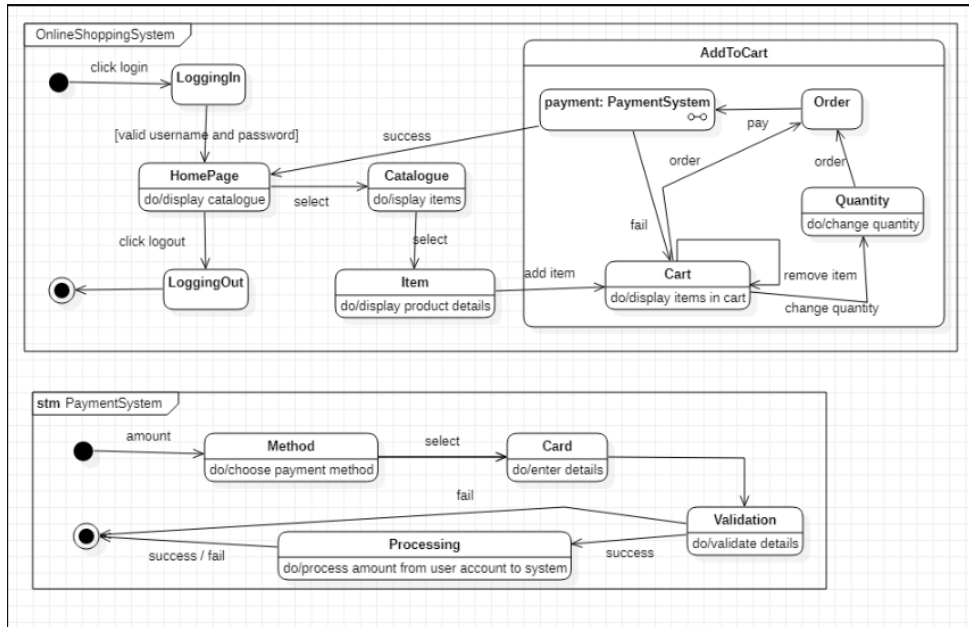 OnlineShoppingSystem
click login
LoggingIn
[valid username and password]
HomePage
do/display catalogue
select
Catalogue
do/isplay items
click logout
LoggingOut
select
Item
do/display product details
add item
AddToCart
payment: PaymentSystem
success
Order
pay
order
order
Quantity
do/change quantity
fail
Cart
do/display items in cart
remove item
change quantity
stm PaymentSystem
amount
Method
do/choose payment method
select
Card
do/enter details
fail
Validation
do/validate details
success
Processing
do/process amount from user account to system
success / fail